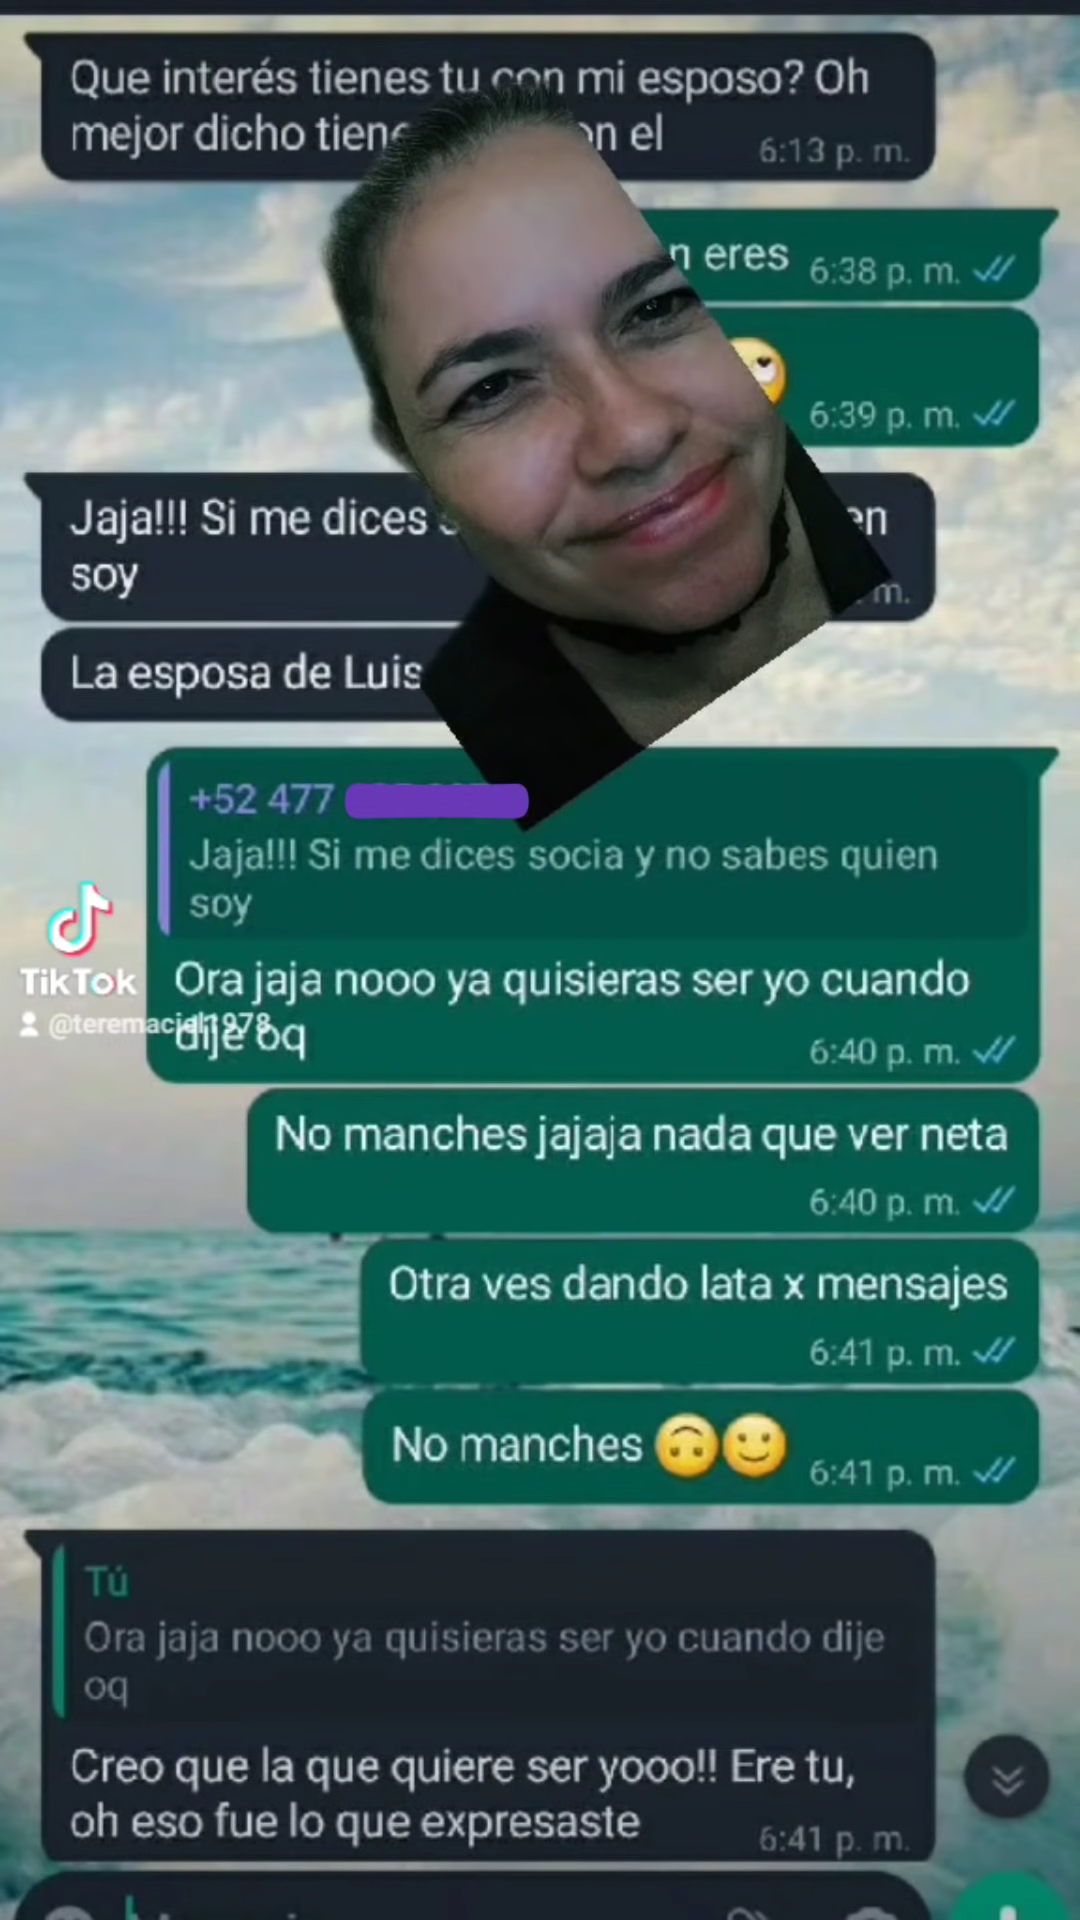 Que interés tienes tu con mi esposo? Oh
mejor dicho on el
6:13 p. m.
eres
6:38 p. m.
6:39 p. m.
Jaja!!! Si me dices
soy
m.
La esposa de Luis
+52 477
Jaja!!! Si me dices socia y no sabes quien
soy
TikTok
Ora jaja nooo ya quisieras ser yo cuando
@teremaciel1978
dije oq
6:40 p. m.
No manches jajaja nada que ver neta
6:40 p. m.
Otra ves dando lata x mensajes
6:41 p. m.
No manches 🙃🙂
6:41 p. m.
Tú
Ora jaja nooo ya quisieras ser yo cuando dije
oq
Creo que la que quiere ser yooo!! Ere tu,
oh eso fue lo que expresaste
6:41 p. m.